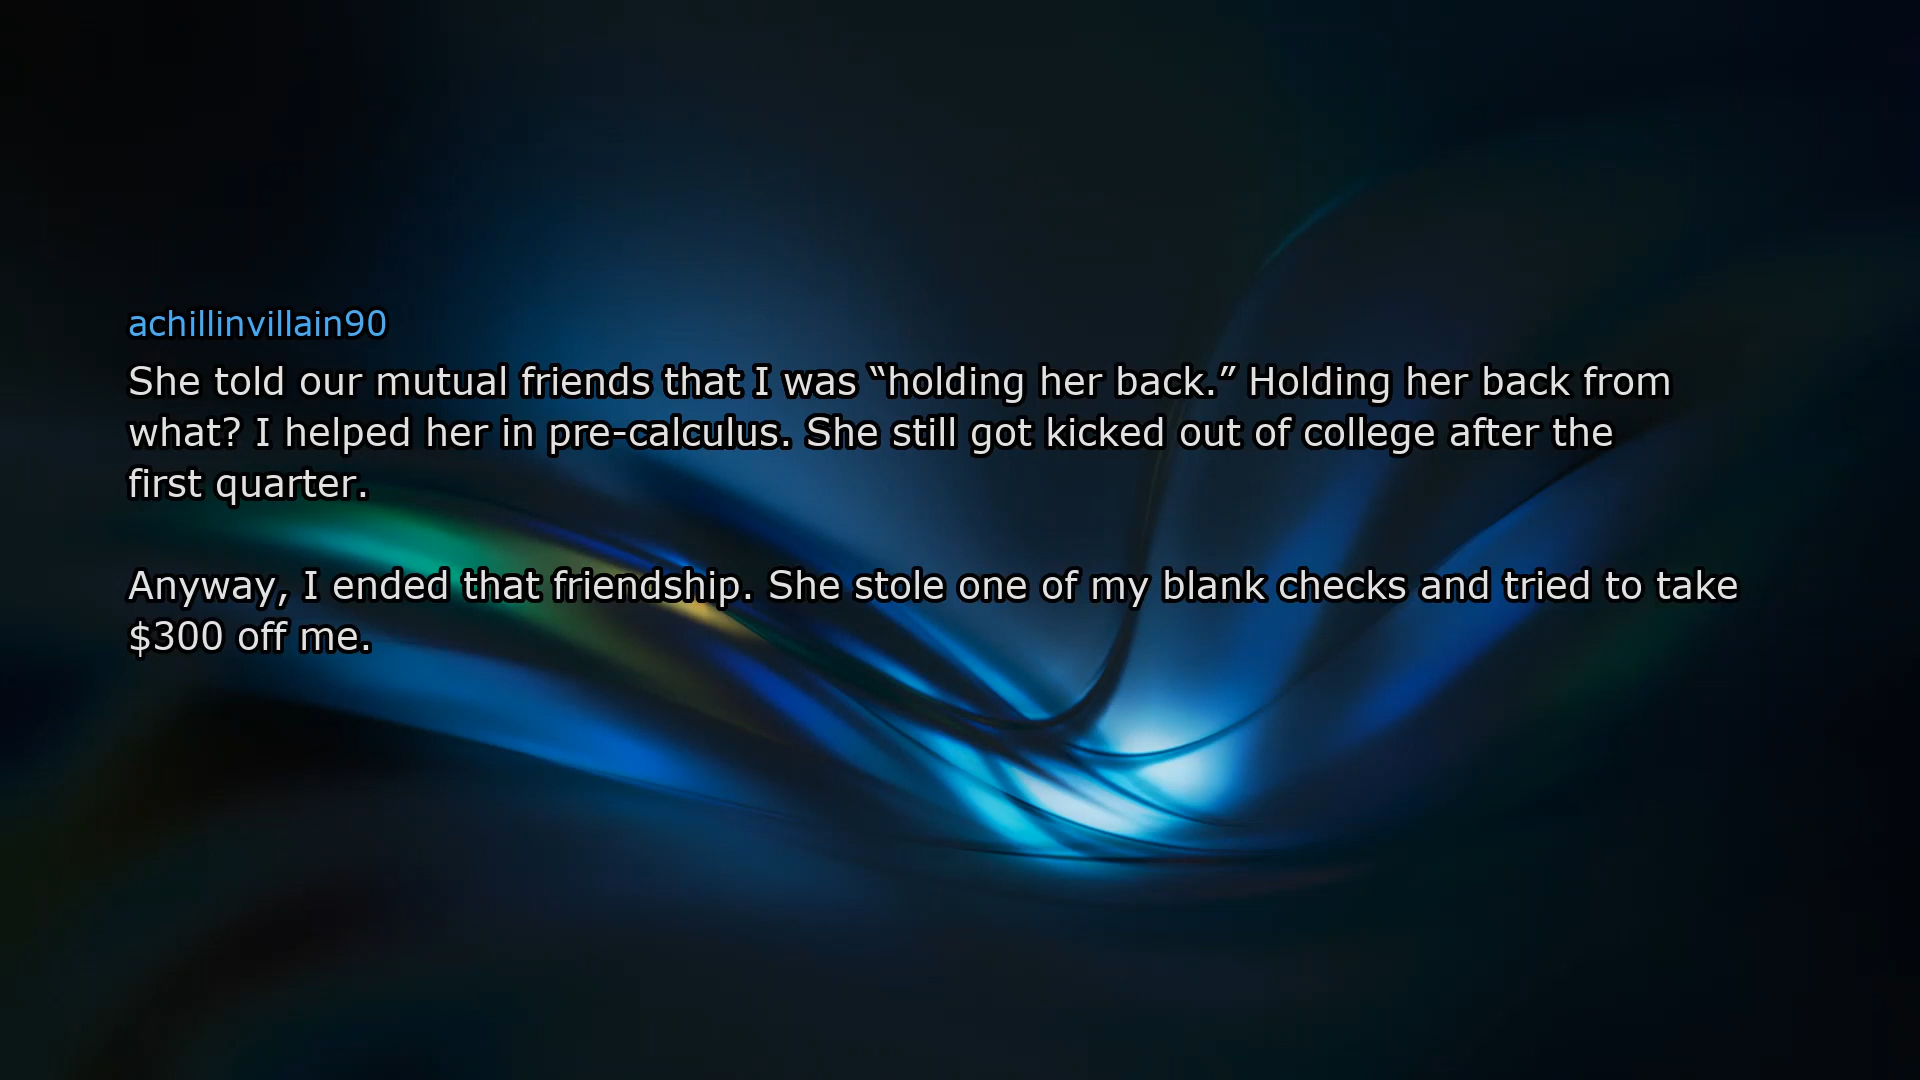 achillinvillain90
She told our mutual friends that I was “holding her back.” Holding her back from
what? I helped her in pre-calculus. She still got kicked out of college after the
first quarter.
Anyway, I ended that friendship. She stole one of my blank checks and tried to take
$300 off me.